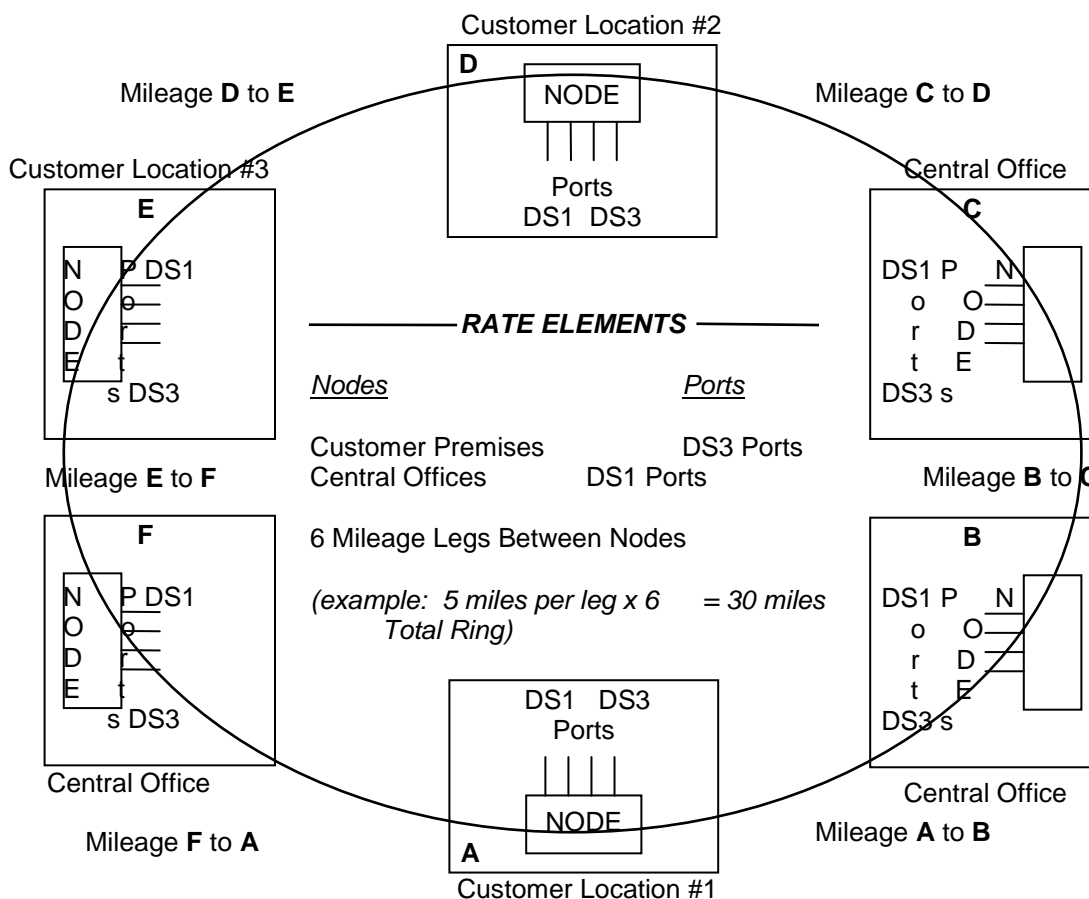 Customer Location #2
D
NODE
Ports
DS1 DS3
Mileage D to E
Mileage C to D
Customer Location #3
E
N P DS1
O o
D r
E t
s DS3
Central Office
C
DS1 P N
o O
r D
t E
DS3 s
RATE ELEMENTS
Nodes Ports
Customer Premises DS3 Ports
Central Offices DS1 Ports
6 Mileage Legs Between Nodes
(example: 5 miles per leg x 6 = 30 miles
Total Ring)
Mileage E to F
Mileage B to C
F
N P DS1
O o
D r
E t
s DS3
Central Office
B
DS1 P N
o O
r D
t E
DS3 s
Central Office
Mileage F to A
Mileage A to B
DS1 DS3
Ports
NODE
A
Customer Location #1